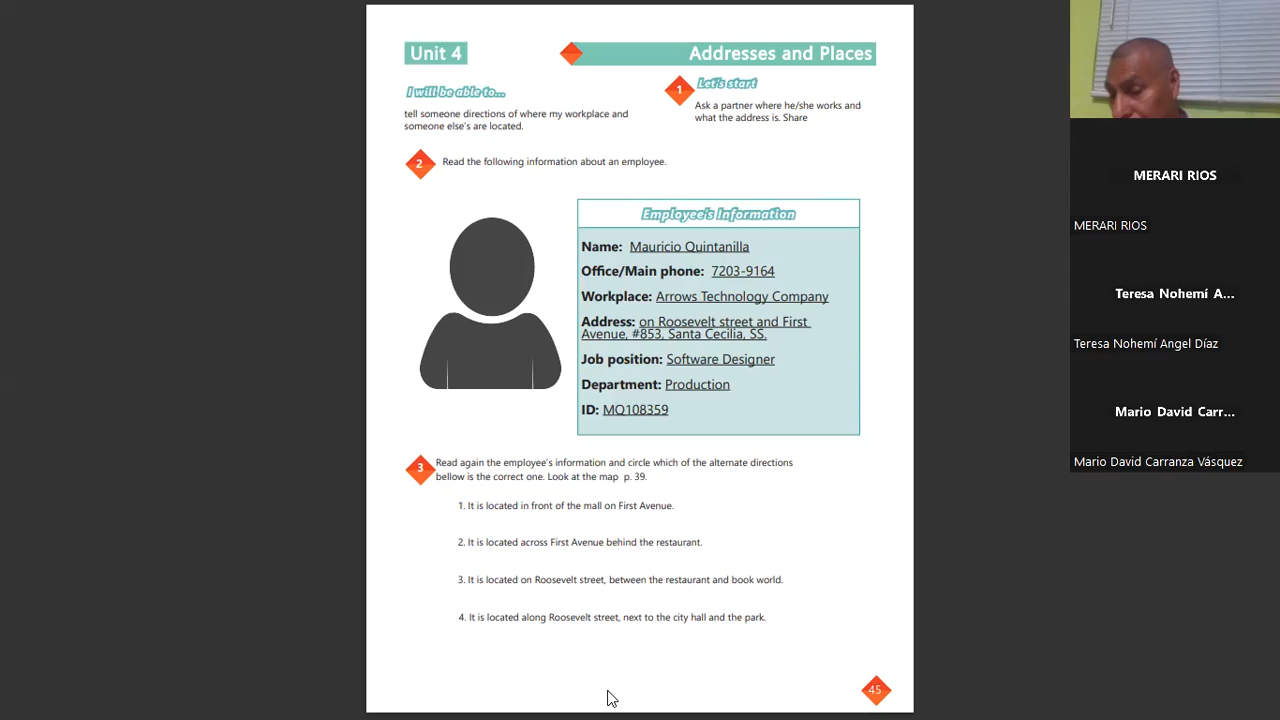 Unit 4
Addresses and Places
I will be able to...
tell someone directions of where my workplace and
someone else's are located.
1
Let's start
Ask a partner where he/she works and
what the address is. Share
2
Read the following information about an employee.
Employee's Information
Name: Mauricio Quintanilla
Office/Main phone: 7203-9164
Workplace: Arrows Technology Company
Address: on Roosevelt street and First
Avenue, #853, Santa Cecilia, SS.
Job position: Software Designer
Department: Production
ID: MQ108359
3
Read again the employee's information and circle which of the alternate directions
bellow is the correct one. Look at the map p. 39.
1. It is located in front of the mall on First Avenue.
2. It is located across First Avenue behind the restaurant.
3. It is located on Roosevelt street, between the restaurant and book world.
4. It is located along Roosevelt street, next to the city hall and the park.
45
MERARI RIOS
MERARI RIOS
Teresa Nohemí A...
Teresa Nohemí Angel Díaz
Mario David Carr...
Mario David Carranza Vásquez